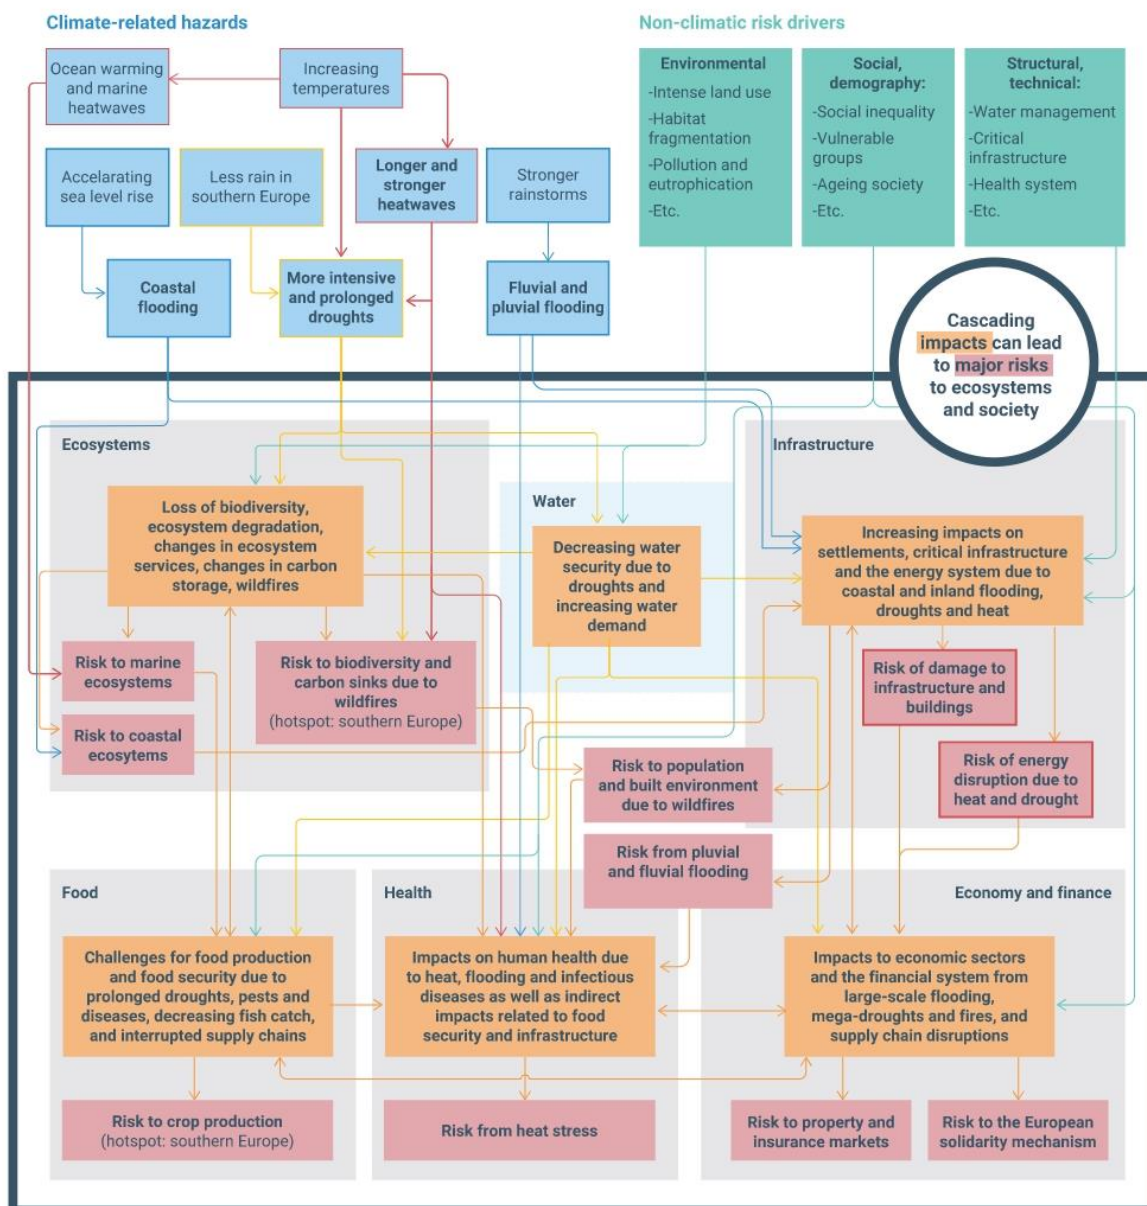 Climate-related hazards
Non-climatic risk drivers
Ocean warming
and marine
heatwaves
Increasing
temperatures
Accelarating
sea level rise
Less rain in
southern Europe
Longer and
stronger
heatwaves
Stronger
rainstorms
Coastal
flooding
More intensive
and prolonged
droughts
Fluvial and
pluvial flooding
Environmental
-Intense land use
-Habitat
fragmentation
-Pollution and
eutrophication
-Etc.
Social,
demography:
-Social inequality
-Vulnerable
groups
-Ageing society
-Etc.
Structural,
technical:
-Water management
-Critical
infrastructure
-Health system
-Etc.
Cascading
impacts can lead
to major risks
to ecosystems
and society
Ecosystems
Loss of biodiversity,
ecosystem degradation,
changes in ecosystem
services, changes in carbon
storage, wildfires
Risk to marine
ecosystems
Risk to coastal
ecosytems
Risk to biodiversity and
carbon sinks due to
wildfires
(hotspot: southern Europe)
Water
Decreasing water
security due to
droughts and
increasing water
demand
Infrastructure
Increasing impacts on
settlements, critical infrastructure
and the energy system due to
coastal and inland flooding,
droughts and heat
Risk of damage to
infrastructure and
buildings
Risk of energy
disruption due to
heat and drought
Risk to population
and built environment
due to wildfires
Risk from pluvial
and fluvial flooding
Food
Challenges for food production
and food security due to
prolonged droughts, pests and
diseases, decreasing fish catch,
and interrupted supply chains
Risk to crop production
(hotspot: southern Europe)
Health
Impacts on human health due
to heat, flooding and infectious
diseases as well as indirect
impacts related to food
security and infrastructure
Risk from heat stress
Economy and finance
Impacts to economic sectors
and the financial system from
large-scale flooding,
mega-droughts and fires, and
supply chain disruptions
Risk to property and
insurance markets
Risk to the European
solidarity mechanism